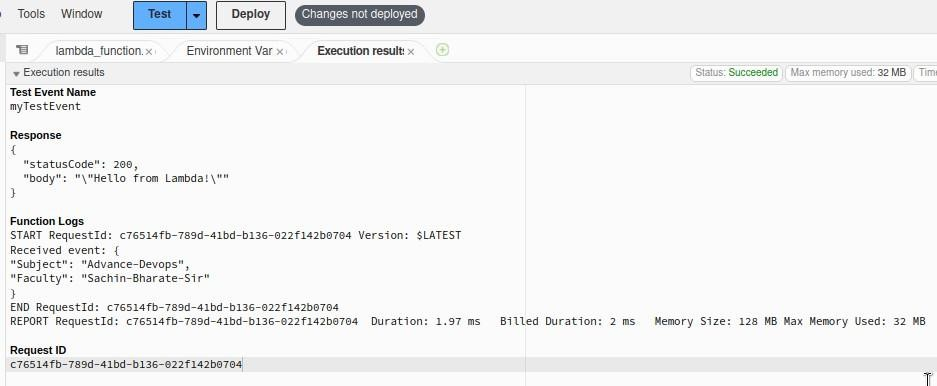 Tools Window Test Deploy Changes not deployed
lambda_function. Environment Var Execution results
Execution results Status: Succeeded Max memory used: 32 MB Time
Test Event Name
myTestEvent
Response
{
"statusCode": 200,
"body": "\"Hello from Lambda!\""
}
Function Logs
START RequestId: c76514fb-789d-41bd-b136-022f142b0704 Version: $LATEST
Received event: {
"Subject": "Advance-Devops",
"Faculty": "Sachin-Bharate-Sir"
}
END RequestId: c76514fb-789d-41bd-b136-022f142b0704
REPORT RequestId: c76514fb-789d-41bd-b136-022f142b0704 Duration: 1.97 ms Billed Duration: 2 ms Memory Size: 128 MB Max Memory Used: 32 MB
Request ID
c76514fb-789d-41bd-b136-022f142b0704